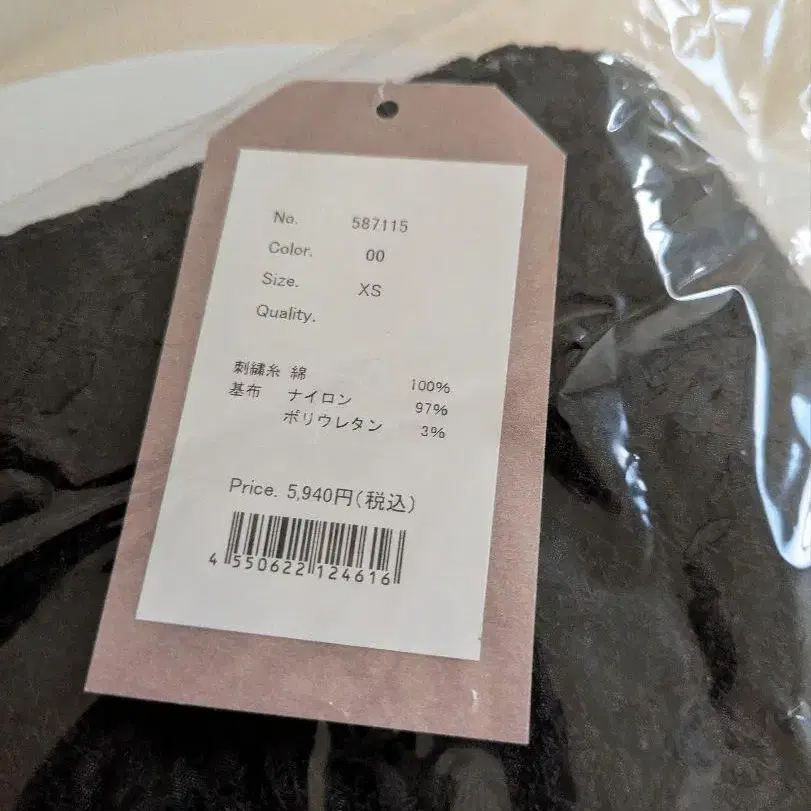 No. 587115
Color. 00
Size. XS
Quality.
刺繍糸 綿 100%
基布 ナイロン 97%
ポリウレタン 3%
Price. 5,940円(税込)
4 550622 124616